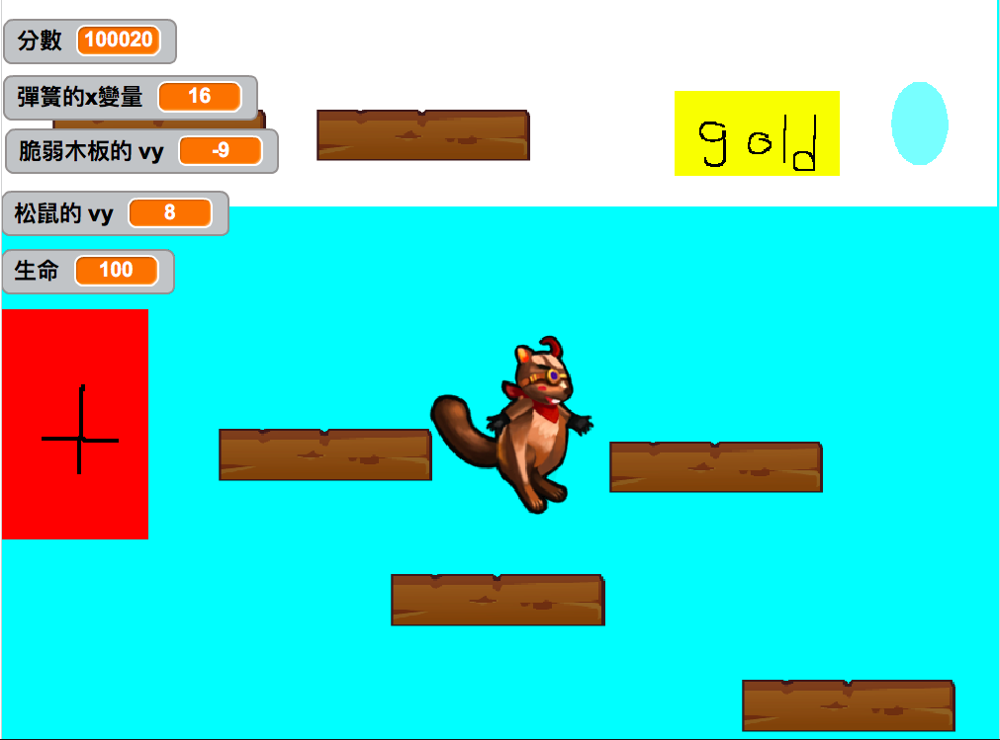 分數 100020
彈簧的x變量 16
脆弱木板的 vy -9
松鼠的 vy 8
生命 100
gold